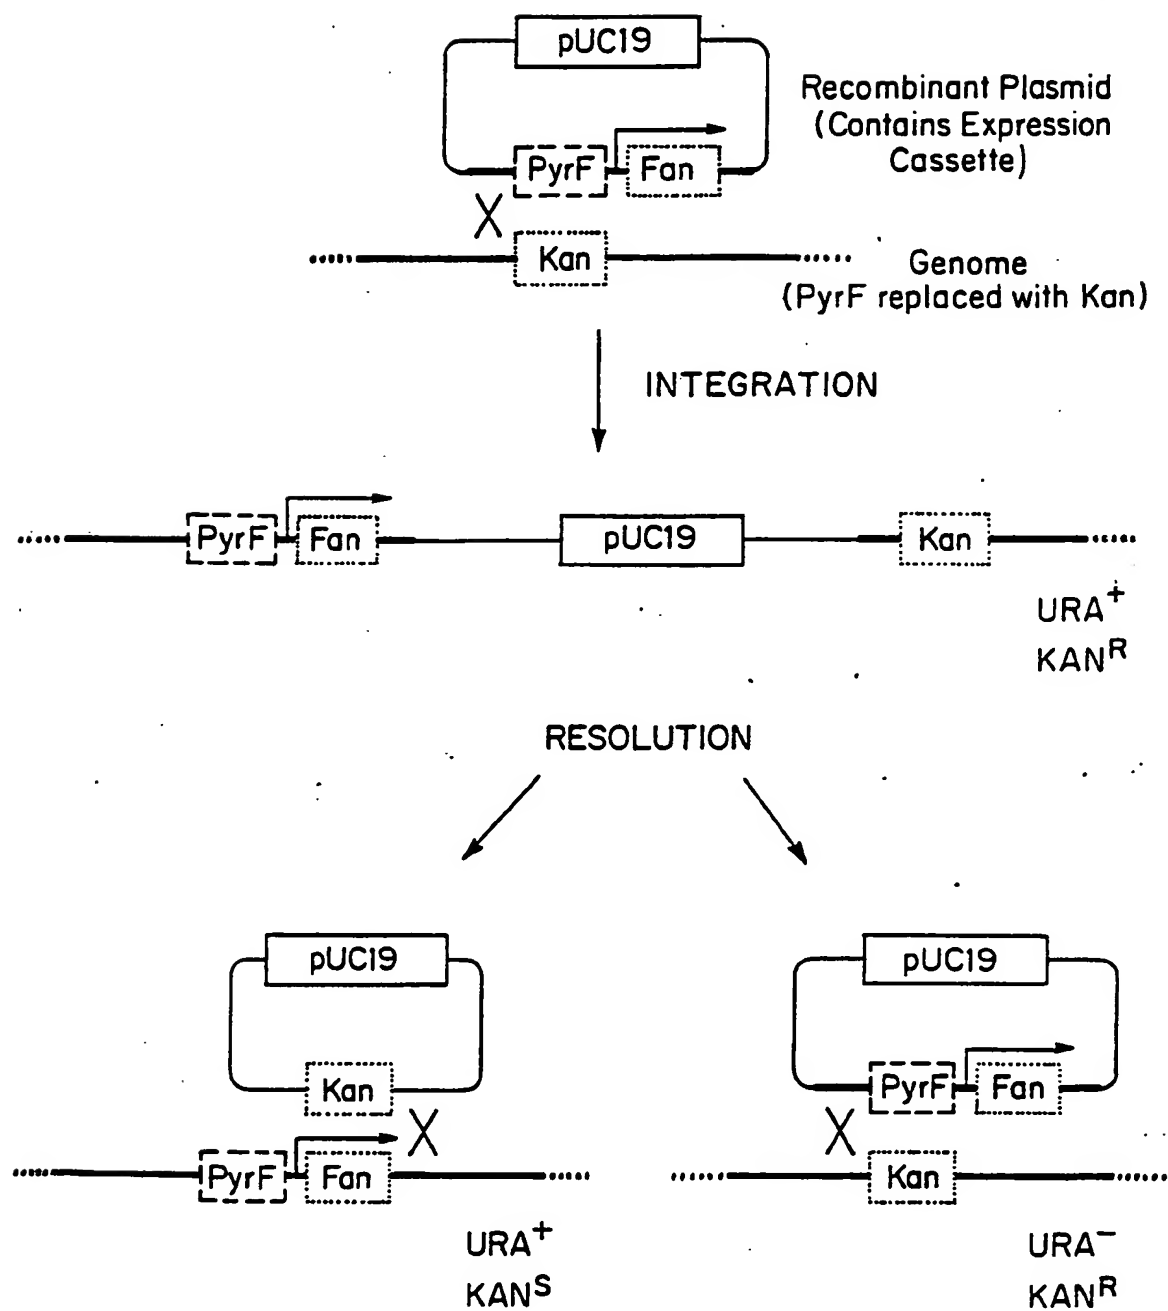 pUC19
Recombinant Plasmid
(Contains Expression
Cassette)
PyrF Fan
Kan
Genome
(PyrF replaced with Kan)
INTEGRATION
PyrF Fan pUC19 Kan
URA+
KANR
RESOLUTION
pUC19
Kan
PyrF Fan
URA+
KANS
pUC19
PyrF Fan
Kan
URA−
KANR